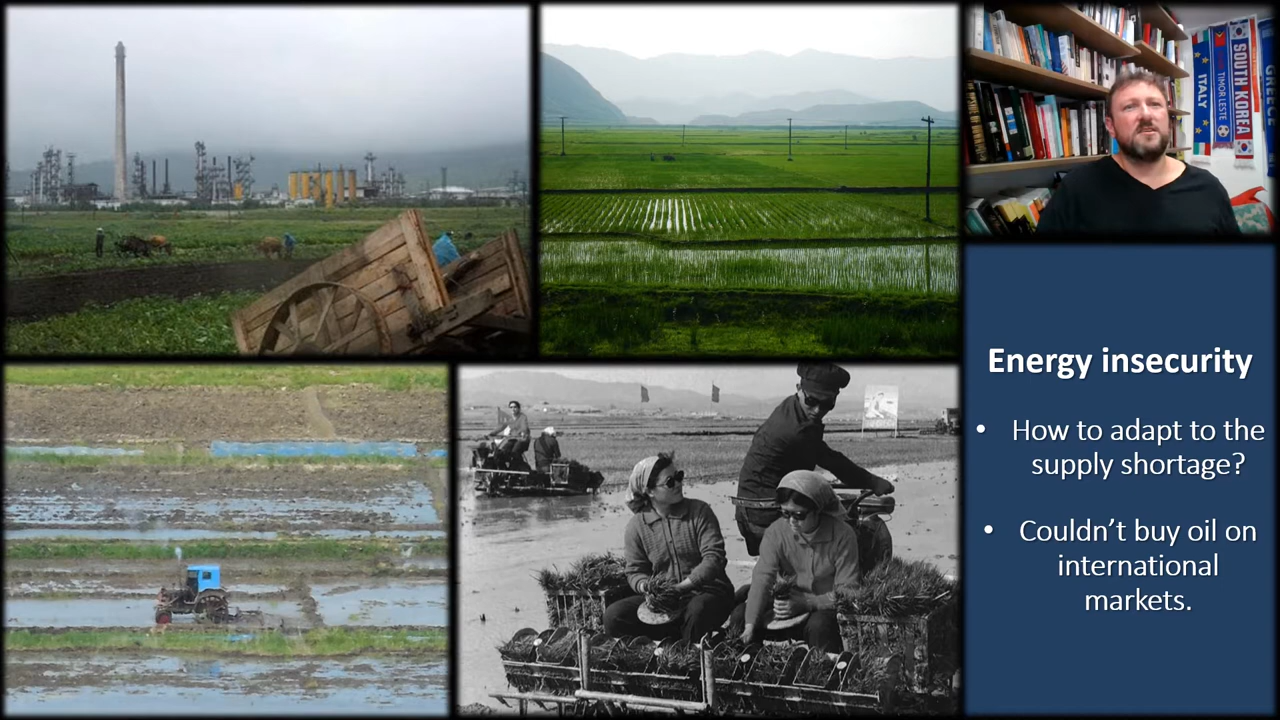 ITALY
TIMOR LESTE
SOUTH KOREA
GREECE
Energy insecurity
• How to adapt to the
supply shortage?
• Couldn't buy oil on
international
markets.